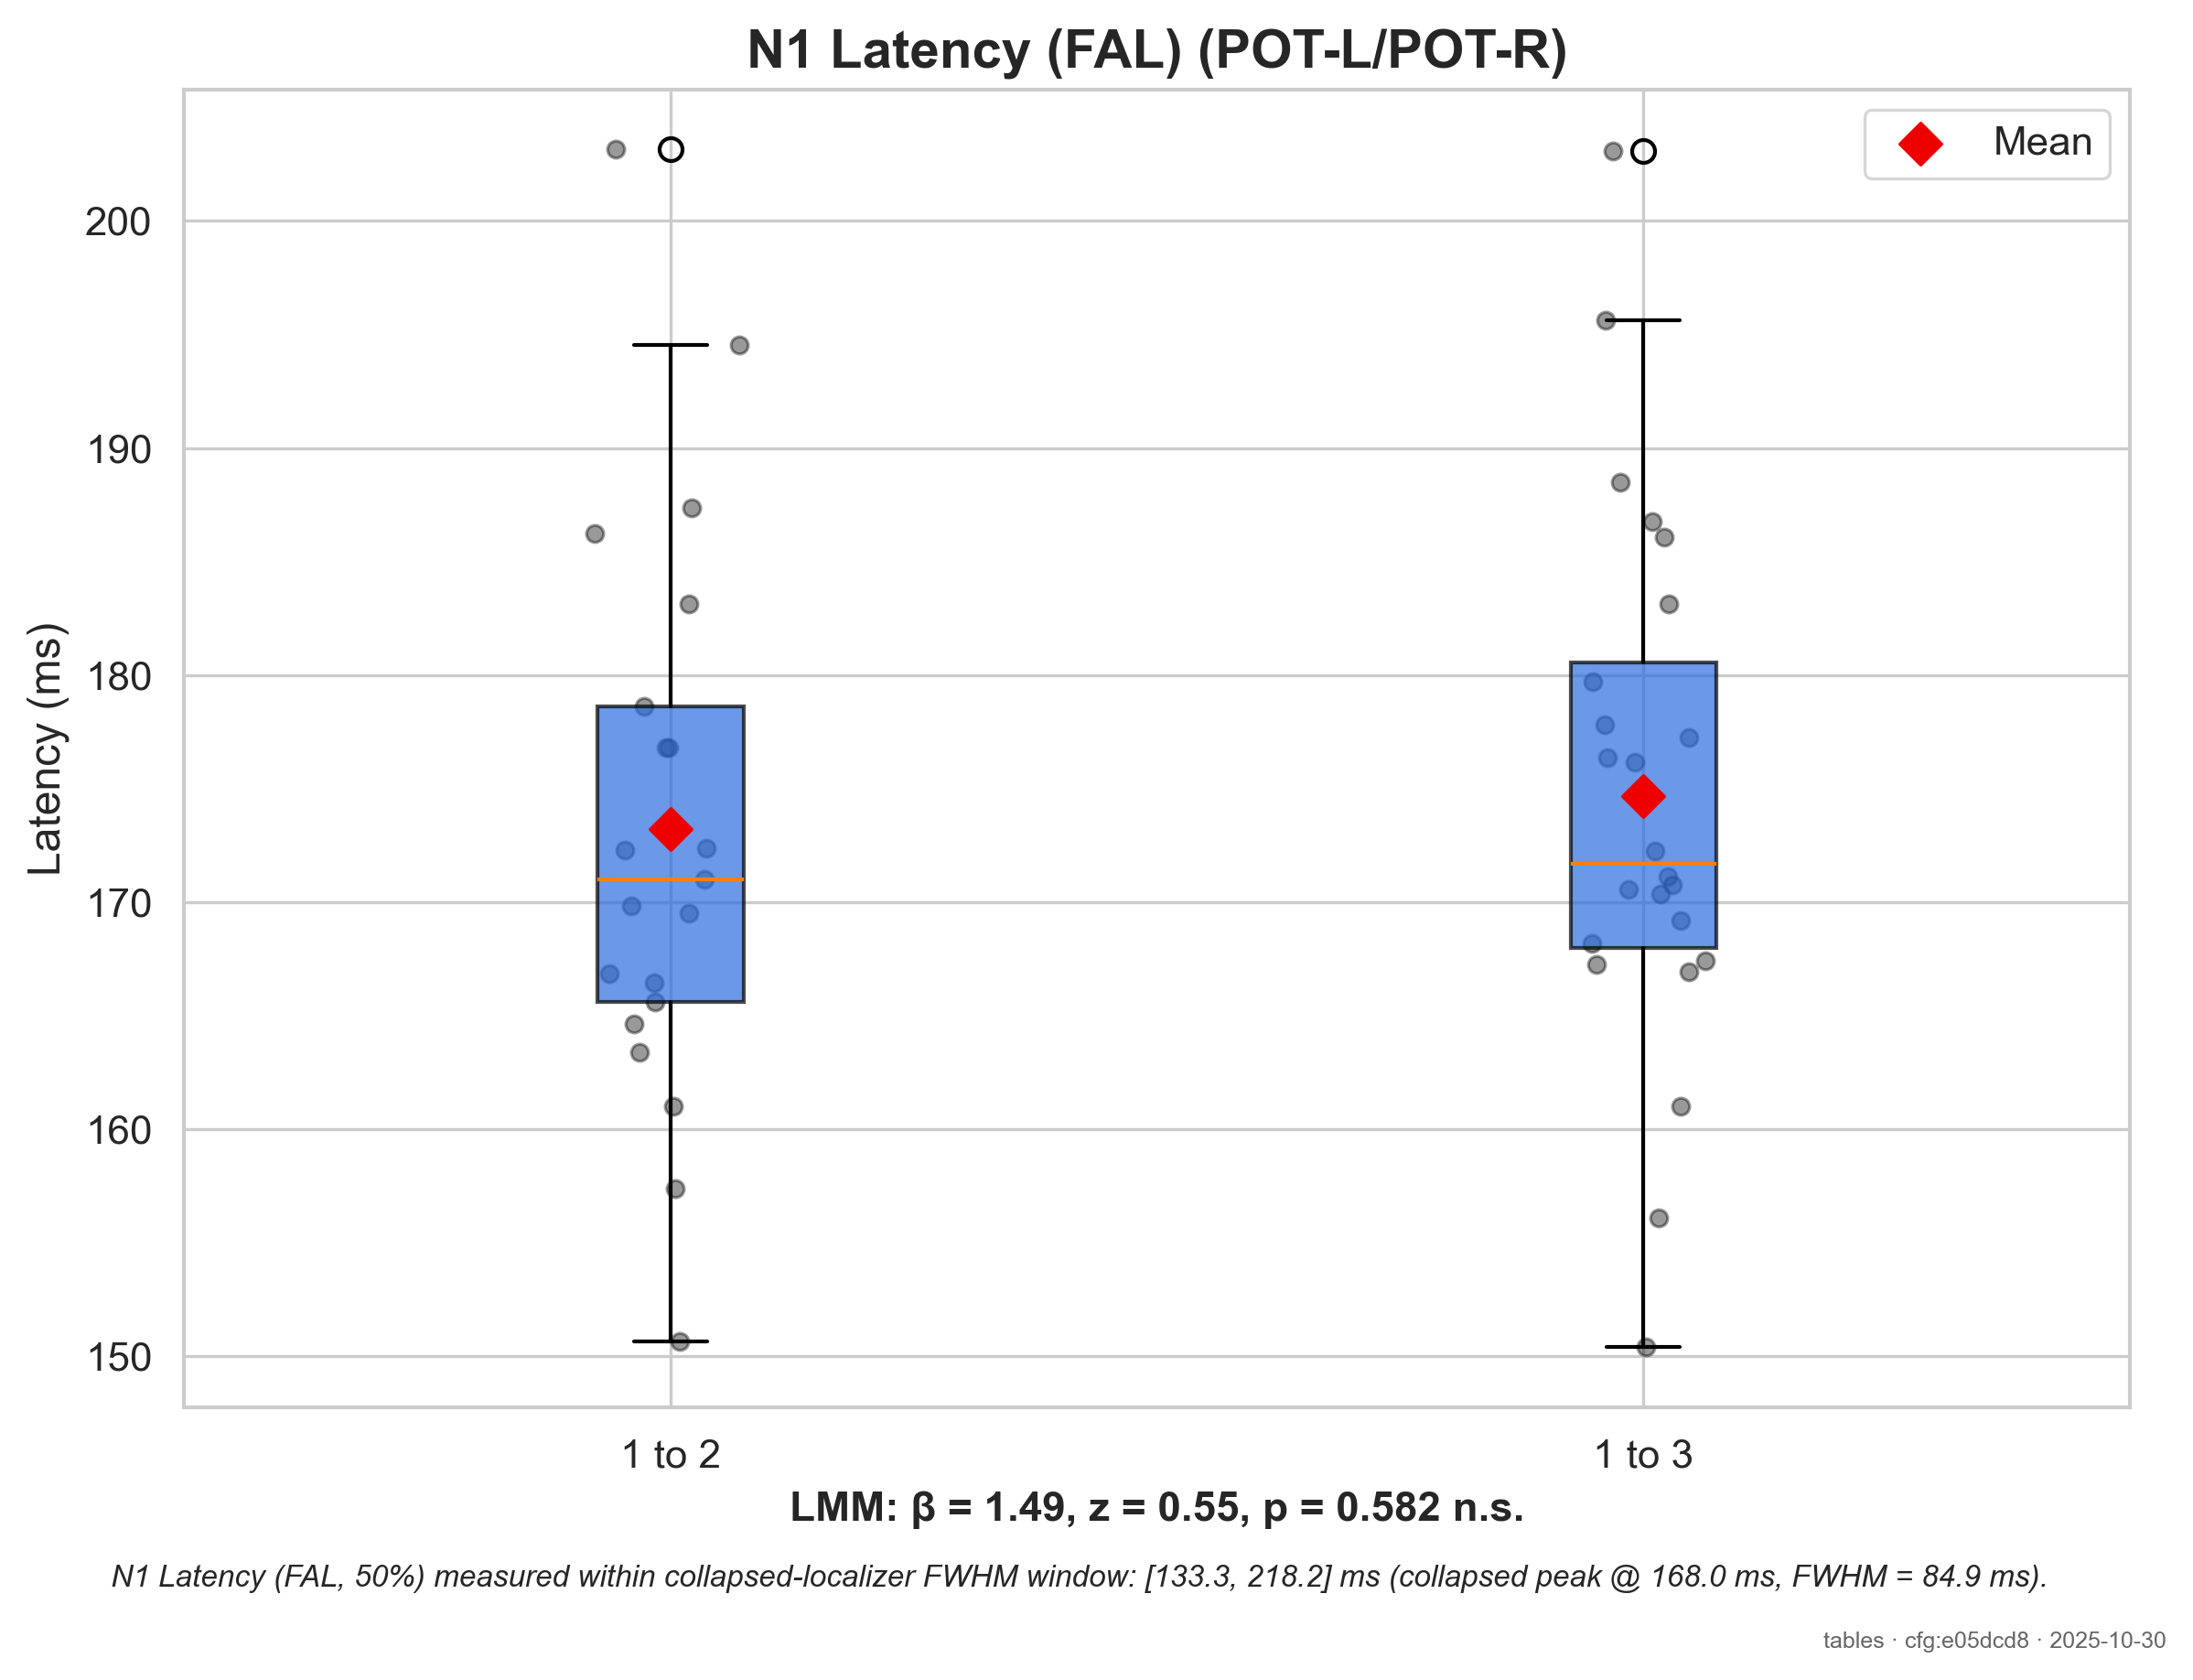 N1 Latency (FAL) (POT-L/POT-R)
Mean
200
190
180
170
160
150
Latency (ms)
1 to 2
1 to 3
LMM: β = 1.49, z = 0.55, p = 0.582 n.s.
N1 Latency (FAL, 50%) measured within collapsed-localizer FWHM window: [133.3, 218.2] ms (collapsed peak @ 168.0 ms, FWHM = 84.9 ms).
tables · cfg:e05dcd8 · 2025-10-30